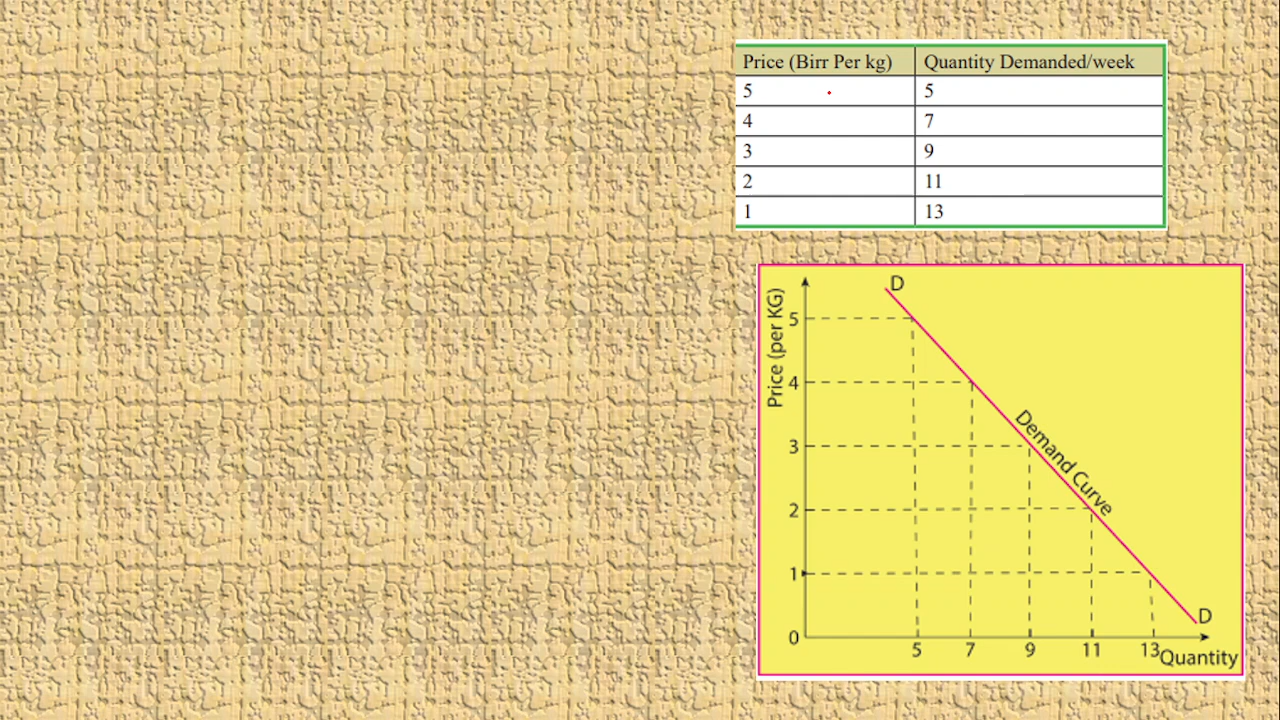 Price (Birr Per kg) Quantity Demanded/week
5 5
4 7
3 9
2 11
1 13
D
Price (per KG)
5
4
3
2
1
0
Demand Curve
D
5 7 9 11 13
Quantity